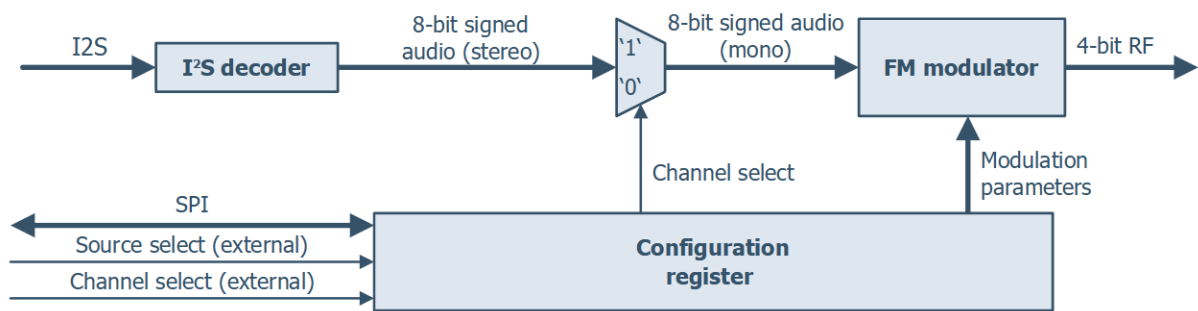 I2S
I²S decoder
8-bit signed
audio (stereo)
‘1‘
‘0‘
8-bit signed audio
(mono)
FM modulator
4-bit RF
Channel select
Modulation
parameters
SPI
Source select (external)
Channel select (external)
Configuration
register